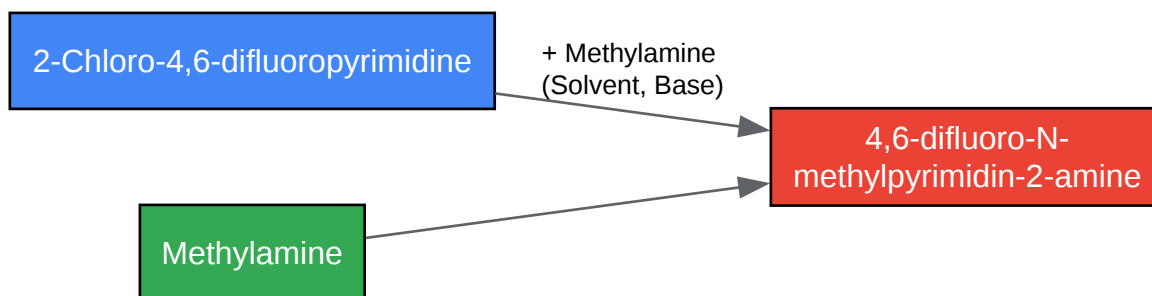 2-Chloro-4,6-difluoropyrimidine
+ Methylamine
(Solvent, Base)
4,6-difluoro-N-
methylpyrimidin-2-amine
Methylamine